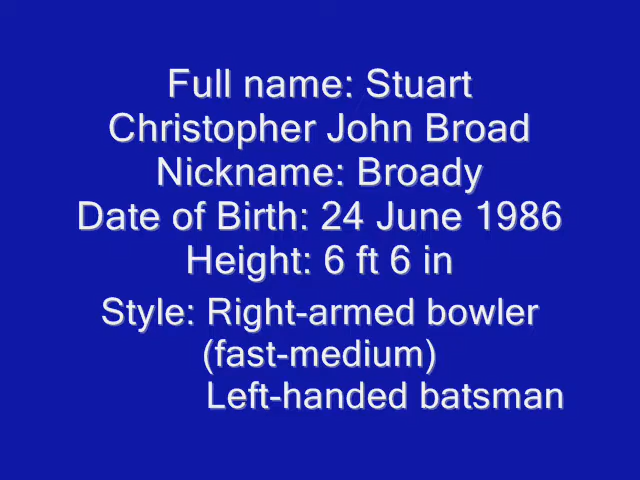 Full name: Stuart
Christopher John Broad
Nickname: Broady
Date of Birth: 24 June 1986
Height: 6 ft 6 in
Style: Right-armed bowler
(fast-medium)
Left-handed batsman